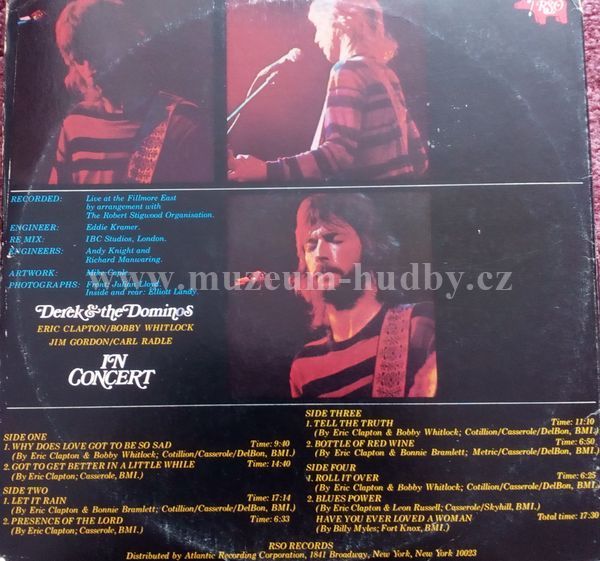 RSO
RECORDED: Live at the Fillmore East
by arrangement with
The Robert Stigwood Organisation.
ENGINEER: Eddie Kramer.
RE MIX: IBC Studios, London.
ENGINEERS: Andy Knight and
Richard Manwaring.
ARTWORK: Mike Gank
PHOTOGRAPHS: Front: Julian Lloyd.
Inside and rear: Elliott Landy.
www.muzeum-hudby.cz
Derek & the Dominos
ERIC CLAPTON/BOBBY WHITLOCK
JIM GORDON/CARL RADLE
IN
CONCERT
SIDE ONE
1. WHY DOES LOVE GOT TO BE SO SAD Time: 9:40
(By Eric Clapton & Bobby Whitlock; Cotillion/Casserole/DelBon, BMI.)
2. GOT TO GET BETTER IN A LITTLE WHILE Time: 14:40
(By Eric Clapton; Casserole, BMI.)
SIDE TWO
1. LET IT RAIN Time: 17:14
(By Eric Clapton & Bonnie Bramlett; Cotillion/Casserole/DelBon, BMI.)
2. PRESENCE OF THE LORD Time: 6:33
(By Eric Clapton; Casserole, BMI.)
SIDE THREE
1. TELL THE TRUTH Time: 11:10
(By Eric Clapton & Bobby Whitlock; Cotillion/Casserole/DelBon, BMI.)
2. BOTTLE OF RED WINE Time: 6:50
(By Eric Clapton & Bonnie Bramlett; Metric/Casserole/DelBon, BMI.)
SIDE FOUR
1. ROLL IT OVER Time: 6:25
(By Eric Clapton & Bobby Whitlock; Cotillion/Casserole/DelBon, BMI.)
2. BLUES POWER
(By Eric Clapton & Leon Russell; Casserole/Skyhill, BMI.)
HAVE YOU EVER LOVED A WOMAN Total time: 17:30
(By Billy Myles; Fort Knox, BMI.)
RSO RECORDS
Distributed by Atlantic Recording Corporation, 1841 Broadway, New York, New York 10023